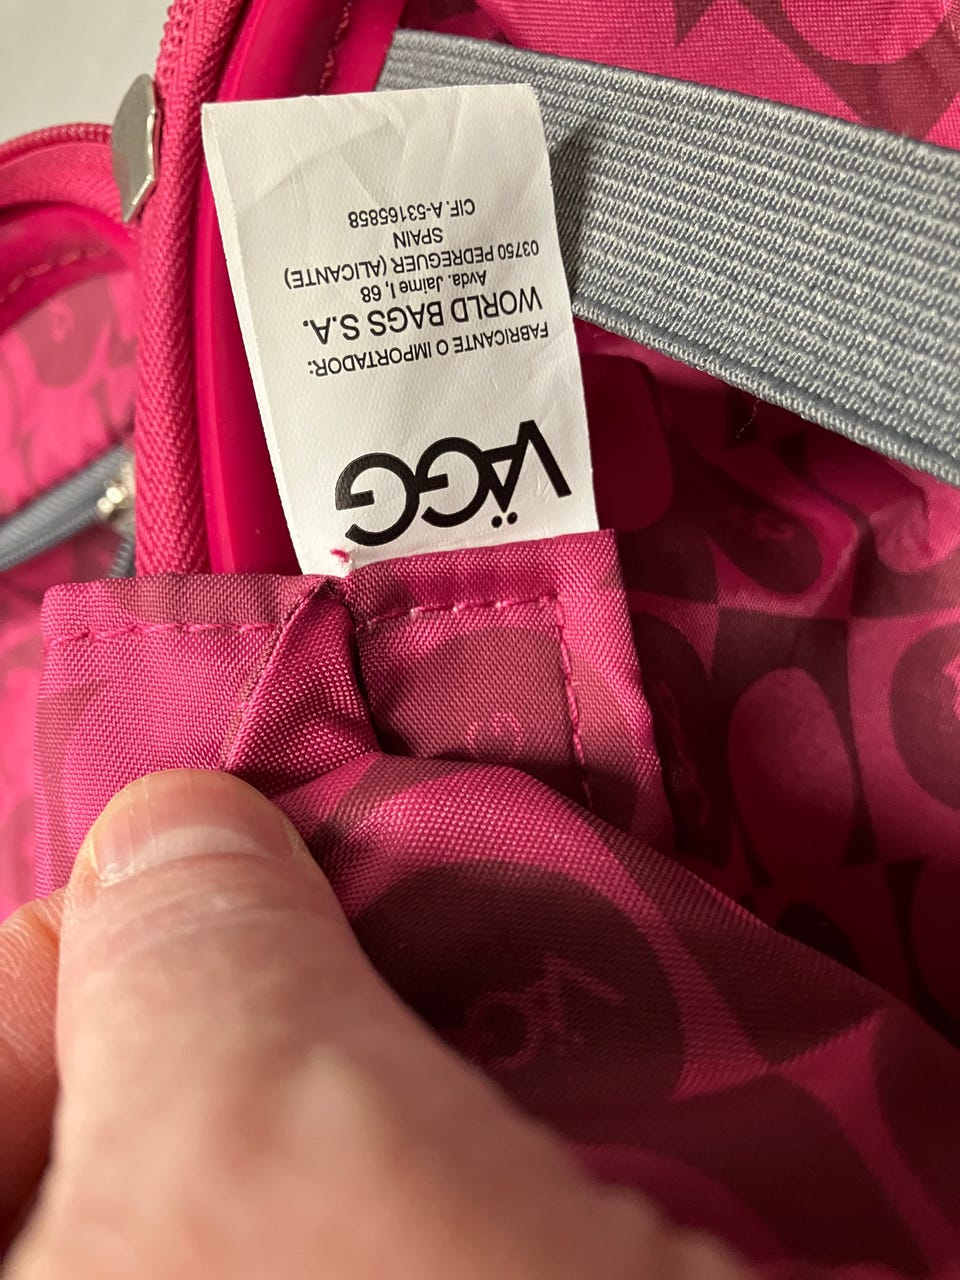 VÄGG
FABRICANTE O IMPORTADOR:
WORLD BAGS S.A.
Avda. Jaime I, 68
03750 PEDREGUER (ALICANTE)
SPAIN
CIF. A-53165858